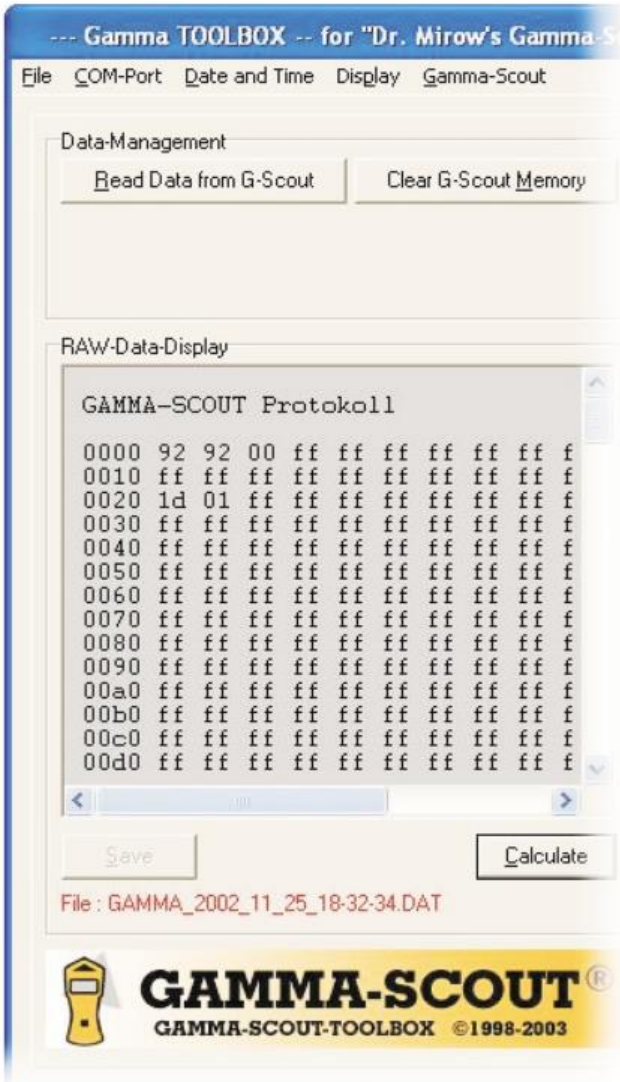 --- Gamma TOOLBOX -- for "Dr. Mirow's Gamma-S
File COM-Port Date and Time Display Gamma-Scout
Data-Management
Read Data from G-Scout Clear G-Scout Memory
RAW-Data-Display
GAMMA-SCOUT Protokoll
0000 92 92 00 ff ff ff ff ff ff f
0010 ff ff ff ff ff ff ff ff ff f
0020 1d 01 ff ff ff ff ff ff ff f
0030 ff ff ff ff ff ff ff ff ff f
0040 ff ff ff ff ff ff ff ff ff f
0050 ff ff ff ff ff ff ff ff ff f
0060 ff ff ff ff ff ff ff ff ff f
0070 ff ff ff ff ff ff ff ff ff f
0080 ff ff ff ff ff ff ff ff ff f
0090 ff ff ff ff ff ff ff ff ff f
00a0 ff ff ff ff ff ff ff ff ff f
00b0 ff ff ff ff ff ff ff ff ff f
00c0 ff ff ff ff ff ff ff ff ff f
00d0 ff ff ff ff ff ff ff ff ff f
Save Calculate
File : GAMMA_2002_11_25_18-32-34.DAT
GAMMA-SCOUT®
GAMMA-SCOUT-TOOLBOX ©1998-2003